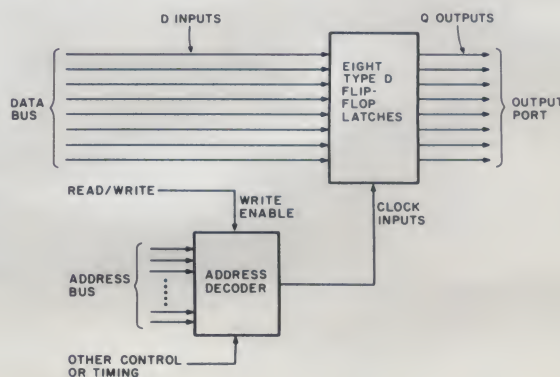 D INPUTS
Q OUTPUTS
DATA
BUS
EIGHT
TYPE D
FLIP-
FLOP
LATCHES
OUTPUT
PORT
READ/WRITE
WRITE
ENABLE
CLOCK
INPUTS
ADDRESS
BUS
ADDRESS
DECODER
OTHER CONTROL
OR TIMING